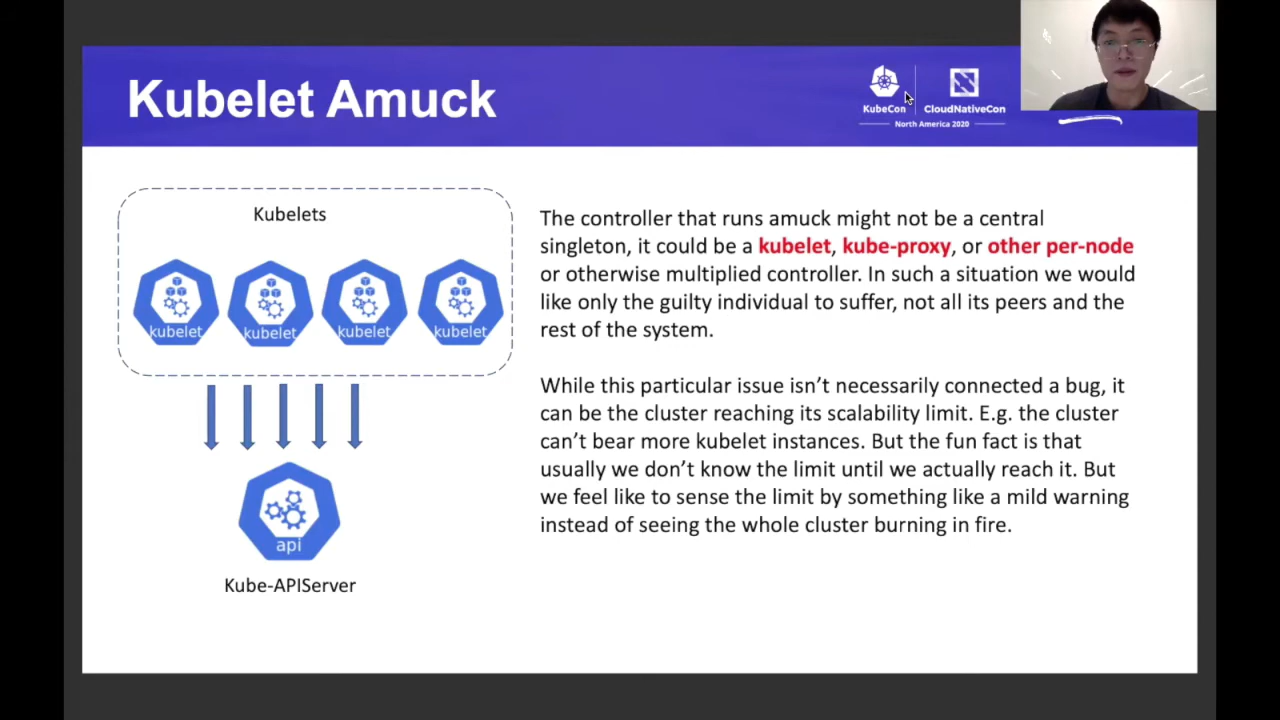 Kubelet Amuck
KubeCon
CloudNativeCon
North America 2020
Kubelets
kubelet
kubelet
kubelet
kubelet
api
Kube-APIServer
The controller that runs amuck might not be a central
singleton, it could be a kubelet, kube-proxy, or other per-node
or otherwise multiplied controller. In such a situation we would
like only the guilty individual to suffer, not all its peers and the
rest of the system.
While this particular issue isn't necessarily connected a bug, it
can be the cluster reaching its scalability limit. E.g. the cluster
can't bear more kubelet instances. But the fun fact is that
usually we don't know the limit until we actually reach it. But
we feel like to sense the limit by something like a mild warning
instead of seeing the whole cluster burning in fire.